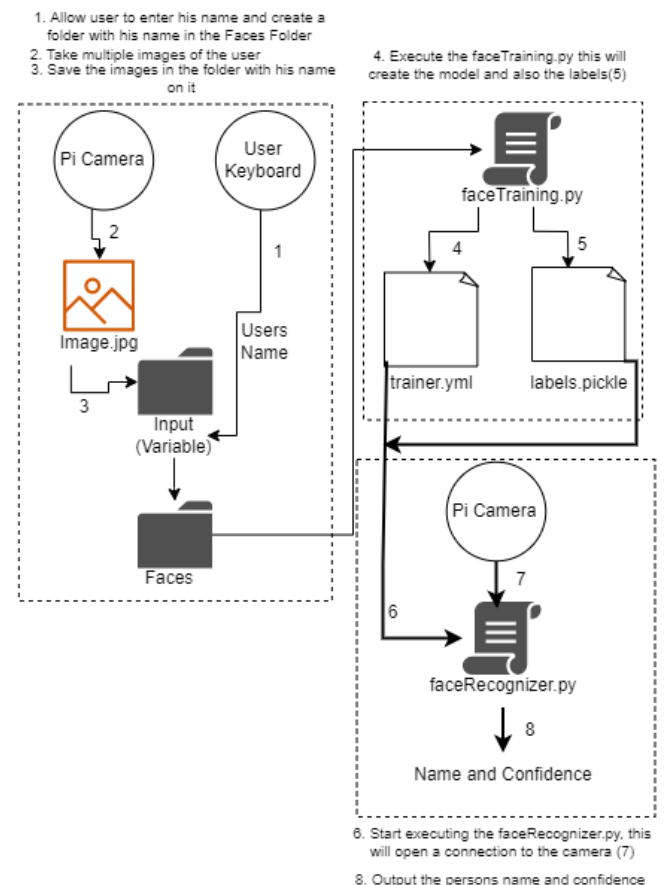 1. Allow user to enter his name and create a
folder with his name in the Faces Folder
2. Take multiple images of the user
3. Save the images in the folder with his name
on it
4. Execute the faceTraining.py this will
create the model and also the labels(5)
Pi Camera
User
Keyboard
2
1
Image.jpg
Users
Name
3
Input
(Variable)
Faces
faceTraining.py
4
5
trainer.yml
labels.pickle
Pi Camera
7
6
faceRecognizer.py
8
Name and Confidence
6. Start executing the faceRecognizer.py, this
will open a connection to the camera (7)
8. Output the persons name and confidence